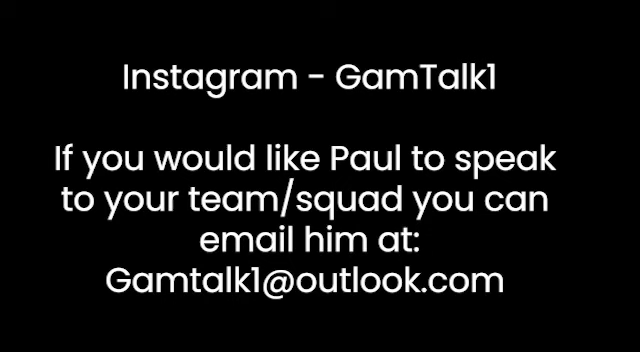 Instagram - GamTalk1
If you would like Paul to speak
to your team/squad you can
email him at:
Gamtalk1@outlook.com